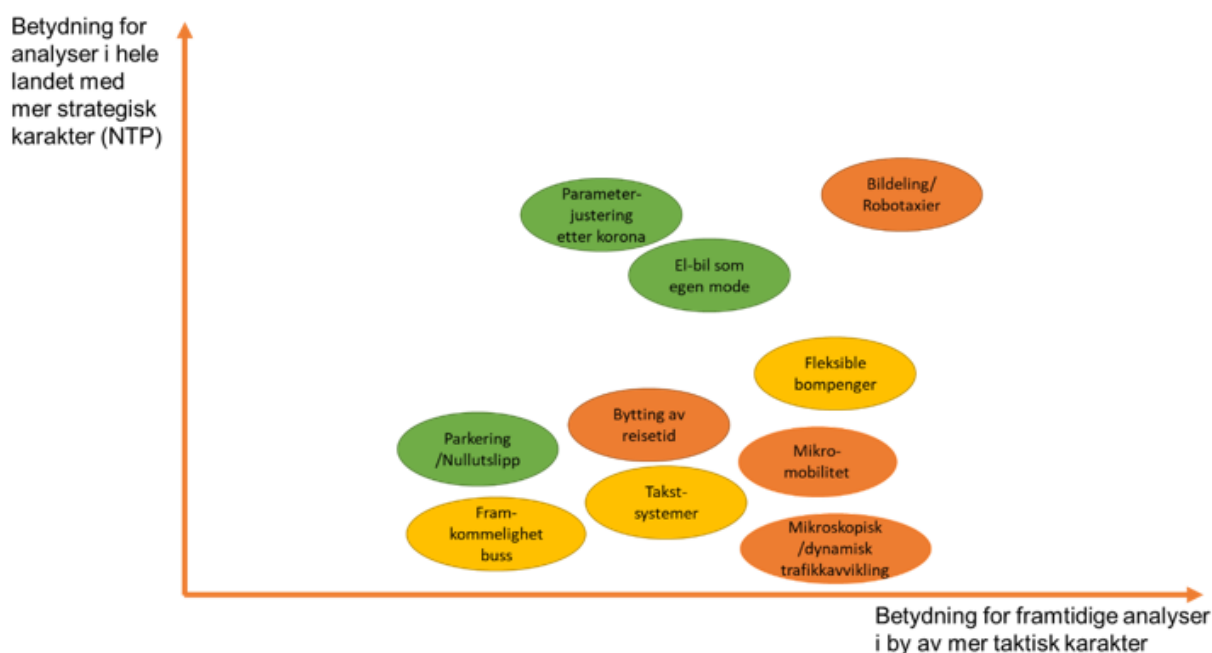 Betydning for
analyser i hele
landet med
mer strategisk
karakter (NTP)
Parameter-
justering
etter korona
Bildeling/
Robotaxier
El-bil som
egen mode
Fleksible
bompenger
Bytting av
reisetid
Parkering
/Nullutslipp
Mikro-
mobilitet
Takst-
systemer
Fram-
kommelighet
buss
Mikroskopisk
/dynamisk
trafikkavvikling
Betydning for framtidige analyser
i by av mer taktisk karakter